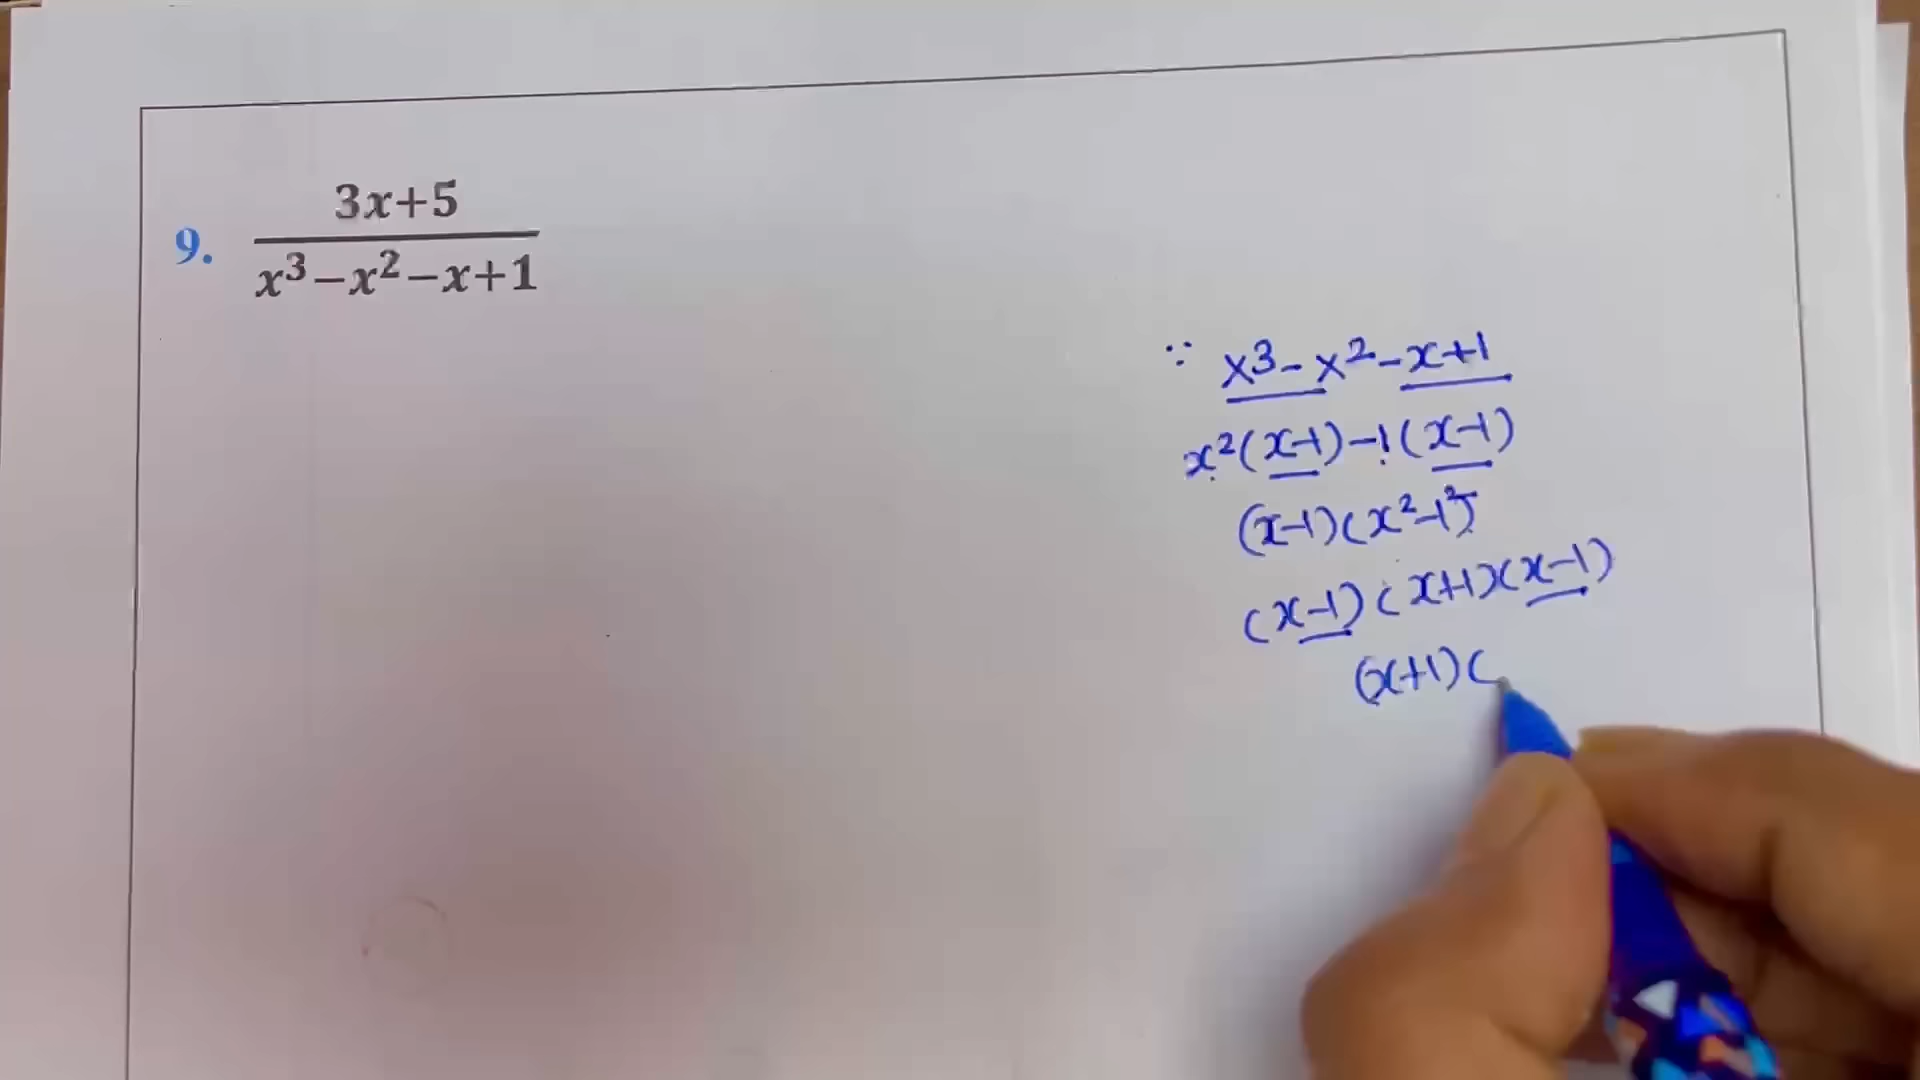 9. 3x+5
x³−x²−x+1
∵ x³−x²−x+1
x²(x−1)−1(x−1)
(x−1)(x²−1²)
(x−1)(x+1)(x−1)
(x+1)(